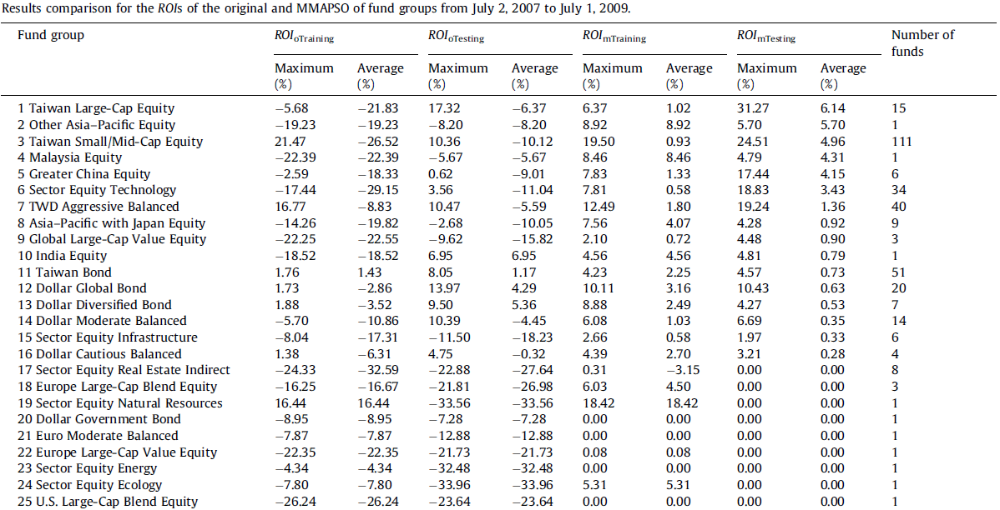 Results comparison for the ROIs of the original and MMAPSO of fund groups from July 2, 2007 to July 1, 2009.
Fund group ROIoTraining ROIoTesting ROImTraining ROImTesting Number of funds
Maximum (%) Average (%) Maximum (%) Average (%) Maximum (%) Average (%) Maximum (%) Average (%)
1 Taiwan Large-Cap Equity −5.68 −21.83 17.32 −6.37 6.37 1.02 31.27 6.14 15
2 Other Asia–Pacific Equity −19.23 −19.23 −8.20 −8.20 8.92 8.92 5.70 5.70 1
3 Taiwan Small/Mid-Cap Equity 21.47 −26.52 10.36 −10.12 19.50 0.93 24.51 4.96 111
4 Malaysia Equity −22.39 −22.39 −5.67 −5.67 8.46 8.46 4.79 4.31 1
5 Greater China Equity −2.59 −18.33 0.62 −9.01 7.83 1.33 17.44 4.15 6
6 Sector Equity Technology −17.44 −29.15 3.56 −11.04 7.81 0.58 18.83 3.43 34
7 TWD Aggressive Balanced 16.77 −8.83 10.47 −5.59 12.49 1.80 19.24 1.36 40
8 Asia–Pacific with Japan Equity −14.26 −19.82 −2.68 −10.05 7.56 4.07 4.28 0.92 9
9 Global Large-Cap Value Equity −22.25 −22.55 −9.62 −15.82 2.10 0.72 4.48 0.90 3
10 India Equity −18.52 −18.52 6.95 6.95 4.56 4.56 4.81 0.79 1
11 Taiwan Bond 1.76 1.43 8.05 1.17 4.23 2.25 4.57 0.73 51
12 Dollar Global Bond 1.73 −2.86 13.97 4.29 10.11 3.16 10.43 0.63 20
13 Dollar Diversified Bond 1.88 −3.52 9.50 5.36 8.88 2.49 4.27 0.53 7
14 Dollar Moderate Balanced −5.70 −10.86 10.39 −4.45 6.08 1.03 6.69 0.35 14
15 Sector Equity Infrastructure −8.04 −17.31 −11.50 −18.23 2.66 0.58 1.97 0.33 6
16 Dollar Cautious Balanced 1.38 −6.31 4.75 −0.32 4.39 2.70 3.21 0.28 4
17 Sector Equity Real Estate Indirect −24.33 −32.59 −22.88 −27.64 0.31 −3.15 0.00 0.00 8
18 Europe Large-Cap Blend Equity −16.25 −16.67 −21.81 −26.98 6.03 4.50 0.00 0.00 3
19 Sector Equity Natural Resources 16.44 16.44 −33.56 −33.56 18.42 18.42 0.00 0.00 1
20 Dollar Government Bond −8.95 −8.95 −7.28 −7.28 0.00 0.00 0.00 0.00 1
21 Euro Moderate Balanced −7.87 −7.87 −12.88 −12.88 0.00 0.00 0.00 0.00 1
22 Europe Large-Cap Value Equity −22.35 −22.35 −21.73 −21.73 0.08 0.08 0.00 0.00 1
23 Sector Equity Energy −4.34 −4.34 −32.48 −32.48 0.00 0.00 0.00 0.00 1
24 Sector Equity Ecology −7.80 −7.80 −33.96 −33.96 5.31 5.31 0.00 0.00 1
25 U.S. Large-Cap Blend Equity −26.24 −26.24 −23.64 −23.64 0.00 0.00 0.00 0.00 1